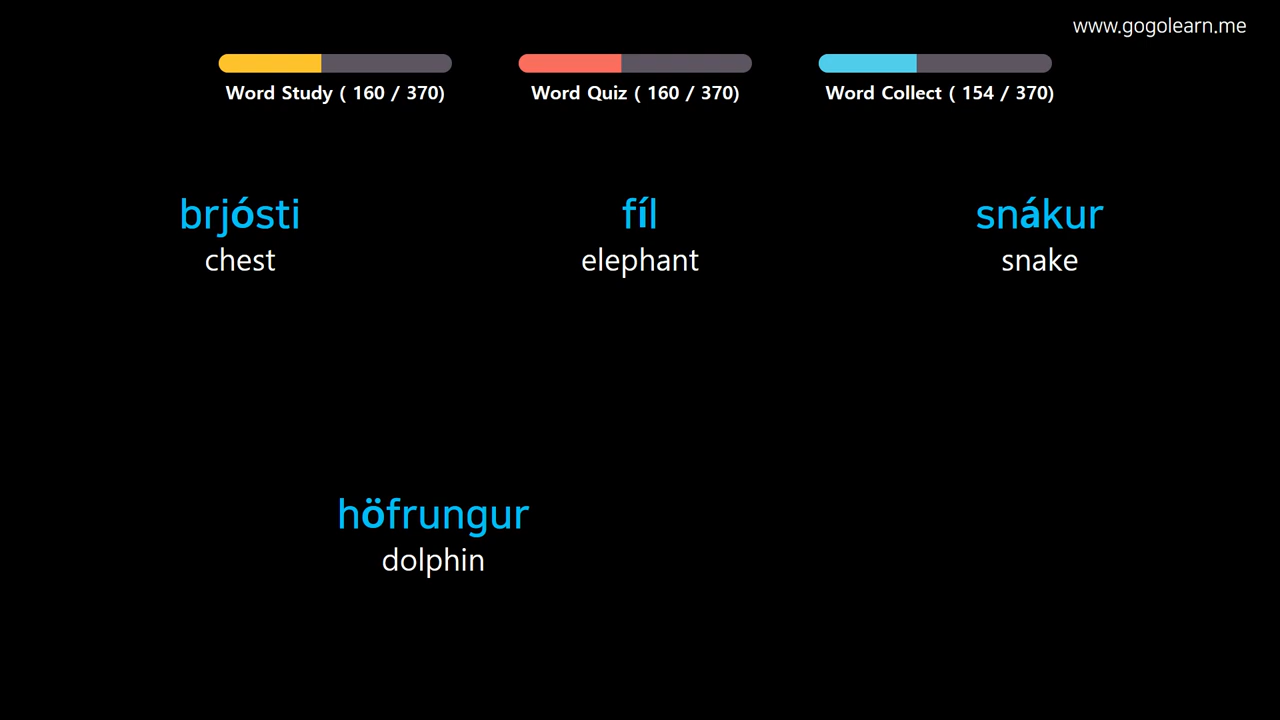 www.gogolearn.me
Word Study ( 160 / 370)
Word Quiz ( 160 / 370)
Word Collect ( 154 / 370)
brjósti
chest
fíl
elephant
snákur
snake
höfrungur
dolphin